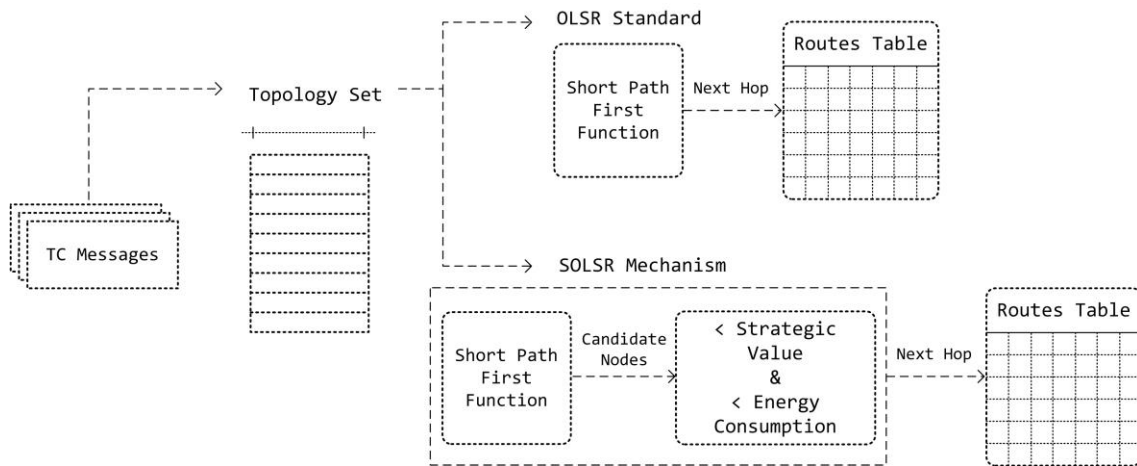 OLSR Standard
Routes Table
Short Path
First
Function
Next Hop
Topology Set
TC Messages
SOLSR Mechanism
Routes Table
Short Path
First
Function
Candidate
Nodes
< Strategic
Value
&
< Energy
Consumption
Next Hop